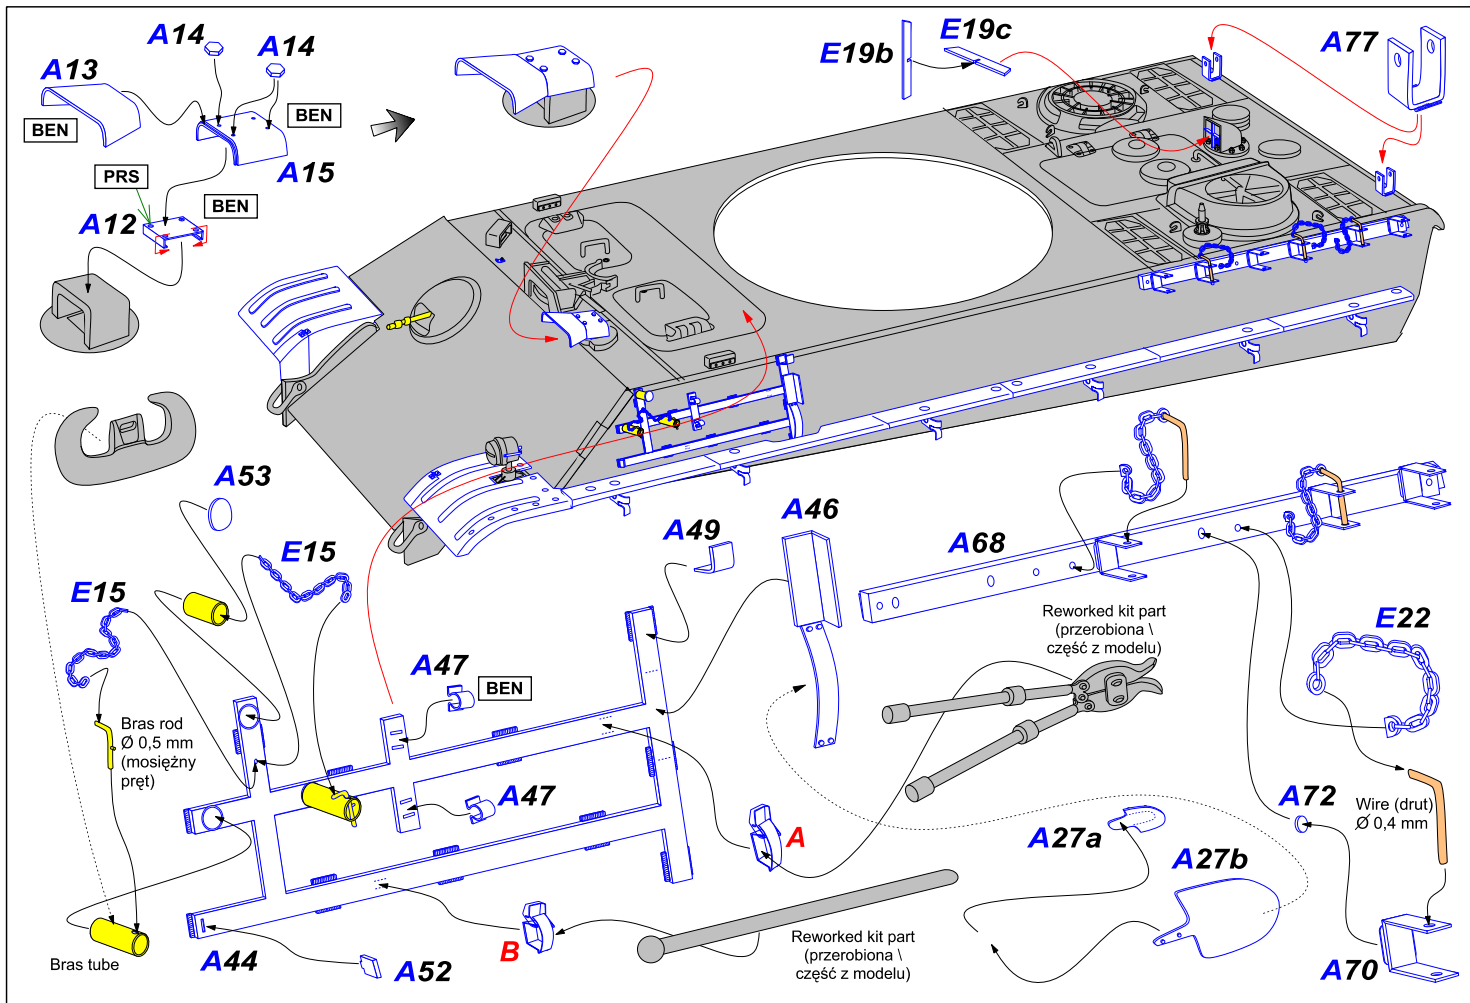 A14
A14
A13
BEN
BEN
A15
PRS
A12
BEN
E19b
E19c
A77
A53
E15
E15
Bras rod
Ø 0,5 mm
(mosiężny
pręt)
A47
BEN
A47
A49
A46
A68
Reworked kit part
(przerobiona \
część z modelu)
E22
A72
Wire (drut)
Ø 0,4 mm
A27a
A27b
A
B
Bras tube
A44
A52
Reworked kit part
(przerobiona \
część z modelu)
A70